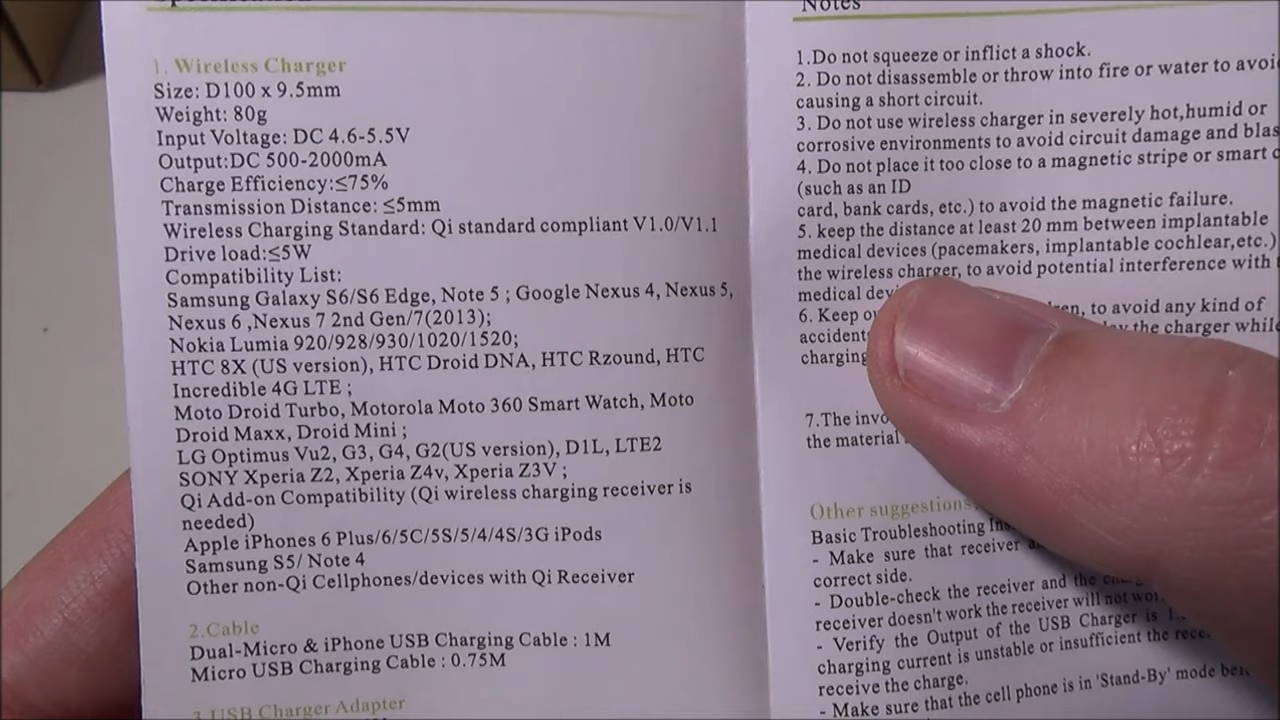 Specification
1. Wireless Charger
Size: D100 x 9.5mm
Weight: 80g
Input Voltage: DC 4.6-5.5V
Output:DC 500-2000mA
Charge Efficiency:≤75%
Transmission Distance: ≤5mm
Wireless Charging Standard: Qi standard compliant V1.0/V1.1
Drive load:≤5W
Compatibility List:
Samsung Galaxy S6/S6 Edge, Note 5 ; Google Nexus 4, Nexus 5,
Nexus 6 ,Nexus 7 2nd Gen/7(2013);
Nokia Lumia 920/928/930/1020/1520;
HTC 8X (US version), HTC Droid DNA, HTC Rzound, HTC
Incredible 4G LTE ;
Moto Droid Turbo, Motorola Moto 360 Smart Watch, Moto
Droid Maxx, Droid Mini ;
LG Optimus Vu2, G3, G4, G2(US version), D1L, LTE2
SONY Xperia Z2, Xperia Z4v, Xperia Z3V ;
Qi Add-on Compatibility (Qi wireless charging receiver is
needed)
Apple iPhones 6 Plus/6/5C/5S/5/4/4S/3G iPods
Samsung S5/ Note 4
Other non-Qi Cellphones/devices with Qi Receiver
2.Cable
Dual-Micro & iPhone USB Charging Cable : 1M
Micro USB Charging Cable : 0.75M
3.USB Charger Adapter
Notes
1.Do not squeeze or inflict a shock.
2. Do not disassemble or throw into fire or water to avoi
causing a short circuit.
3. Do not use wireless charger in severely hot,humid or
corrosive environments to avoid circuit damage and blas
4. Do not place it too close to a magnetic stripe or smart c
(such as an ID
card, bank cards, etc.) to avoid the magnetic failure.
5. keep the distance at least 20 mm between implantable
medical devices (pacemakers, implantable cochlear,etc.)
the wireless charger, to avoid potential interference with
medical
6. Keep to avoid any kind of
accident the charger while
charging
7.The
the material
Other suggestions
Basic Troubleshooting
- Make sure that receiver
correct side.
- Double-check the receiver and the
receiver doesn't work the receiver will not
- Verify the Output of the USB Charger is
charging current is unstable or insufficient the
receive the charge.
- Make sure that the cell phone is in 'Stand-By' mode